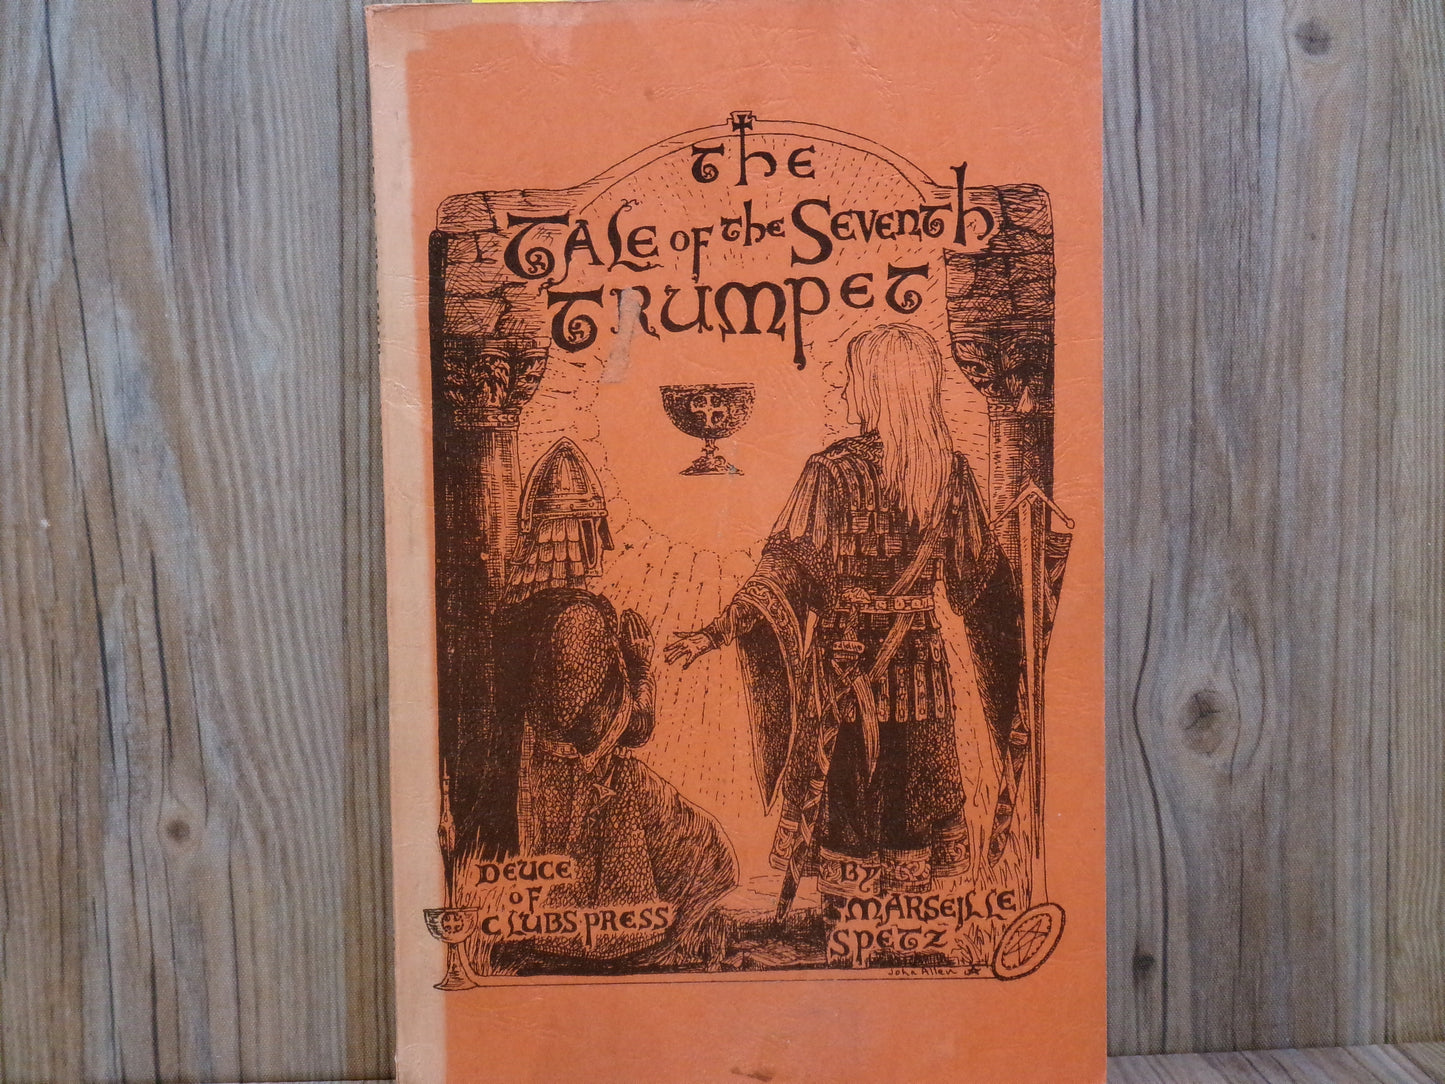 The
Tale of the Seventh
Trumpet
Deuce
of
Clubs Press
By
Marseille
Spetz
John Allen